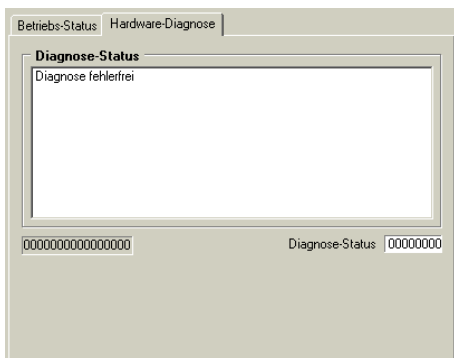 Betriebs-Status Hardware-Diagnose
Diagnose-Status
Diagnose fehlerfrei
0000000000000000 Diagnose-Status 00000000